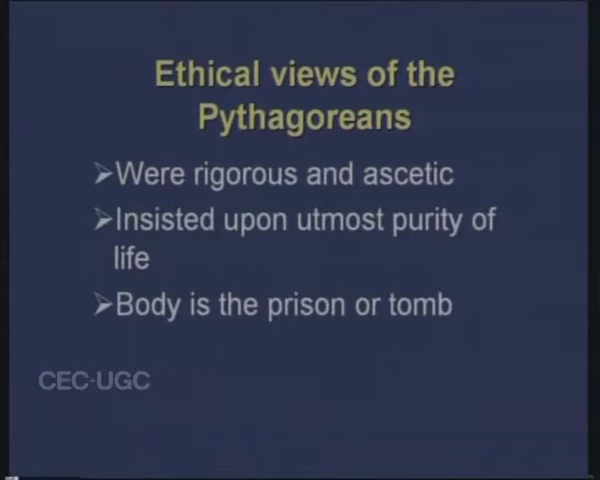 Ethical views of the
Pythagoreans
➢Were rigorous and ascetic
➢Insisted upon utmost purity of
life
➢Body is the prison or tomb
CEC-UGC